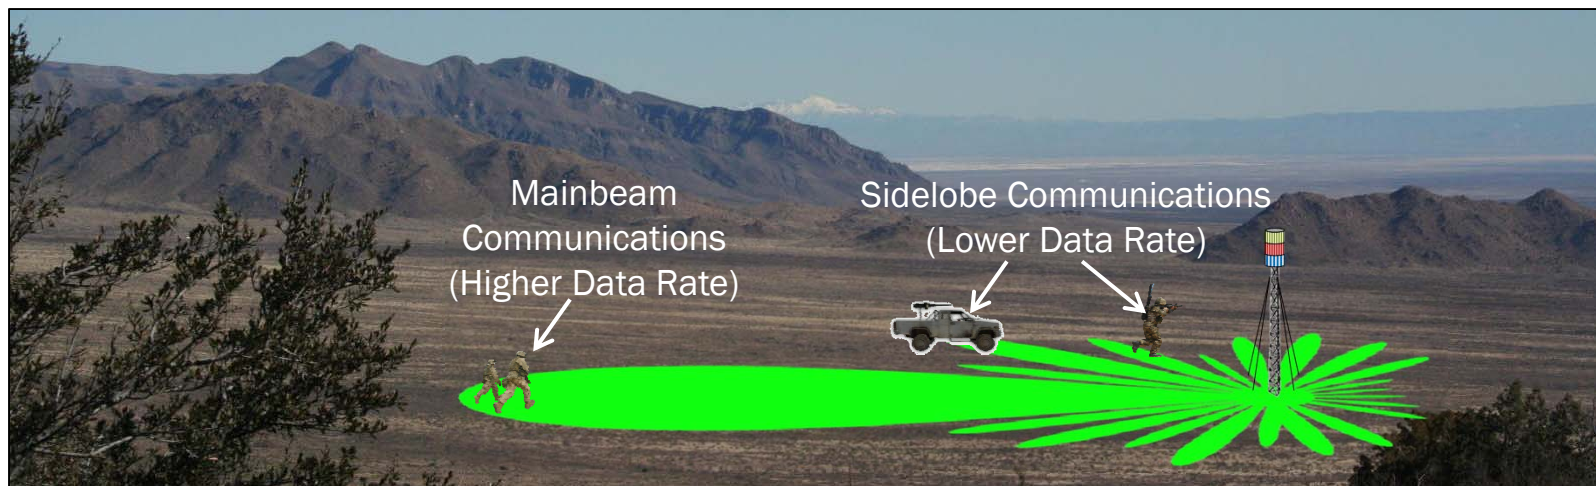 Mainbeam
Communications
(Higher Data Rate)
Sidelobe Communications
(Lower Data Rate)